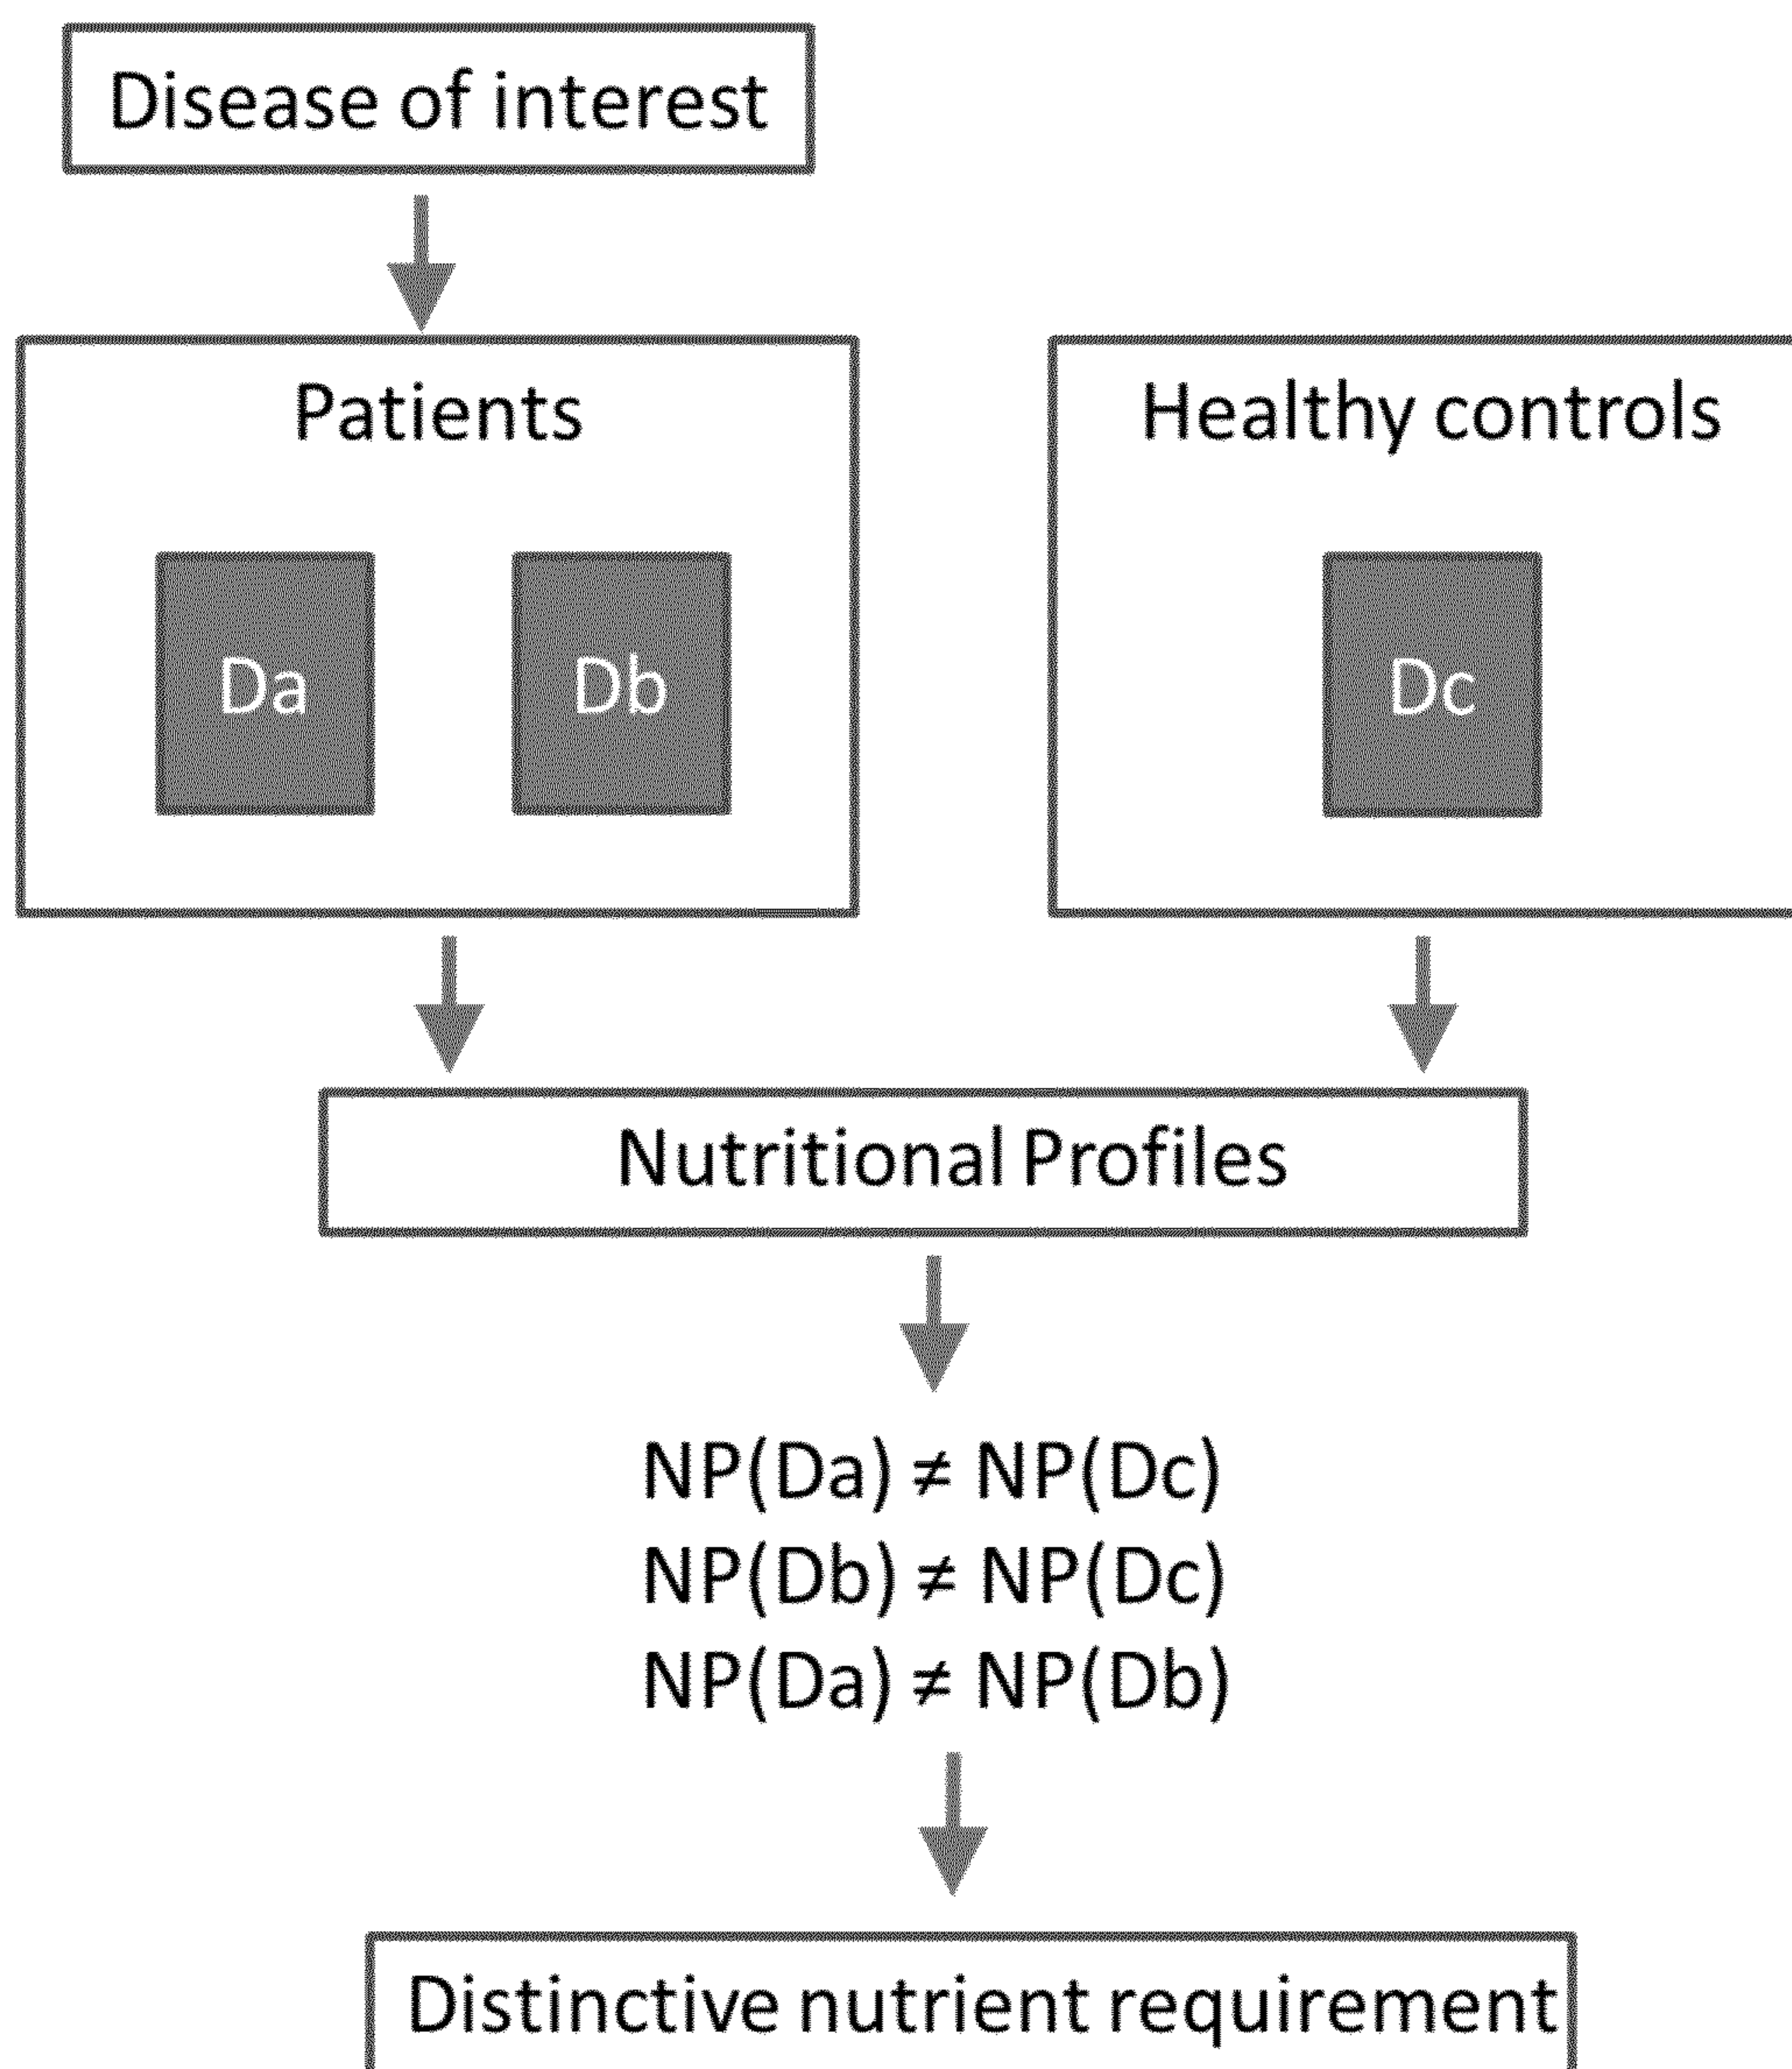 Disease of interest
Patients
Healthy controls
Da
Db
Dc
Nutritional Profiles
NP(Da) ≠ NP(Dc)
NP(Db) ≠ NP(Dc)
NP(Da) ≠ NP(Db)
Distinctive nutrient requirement